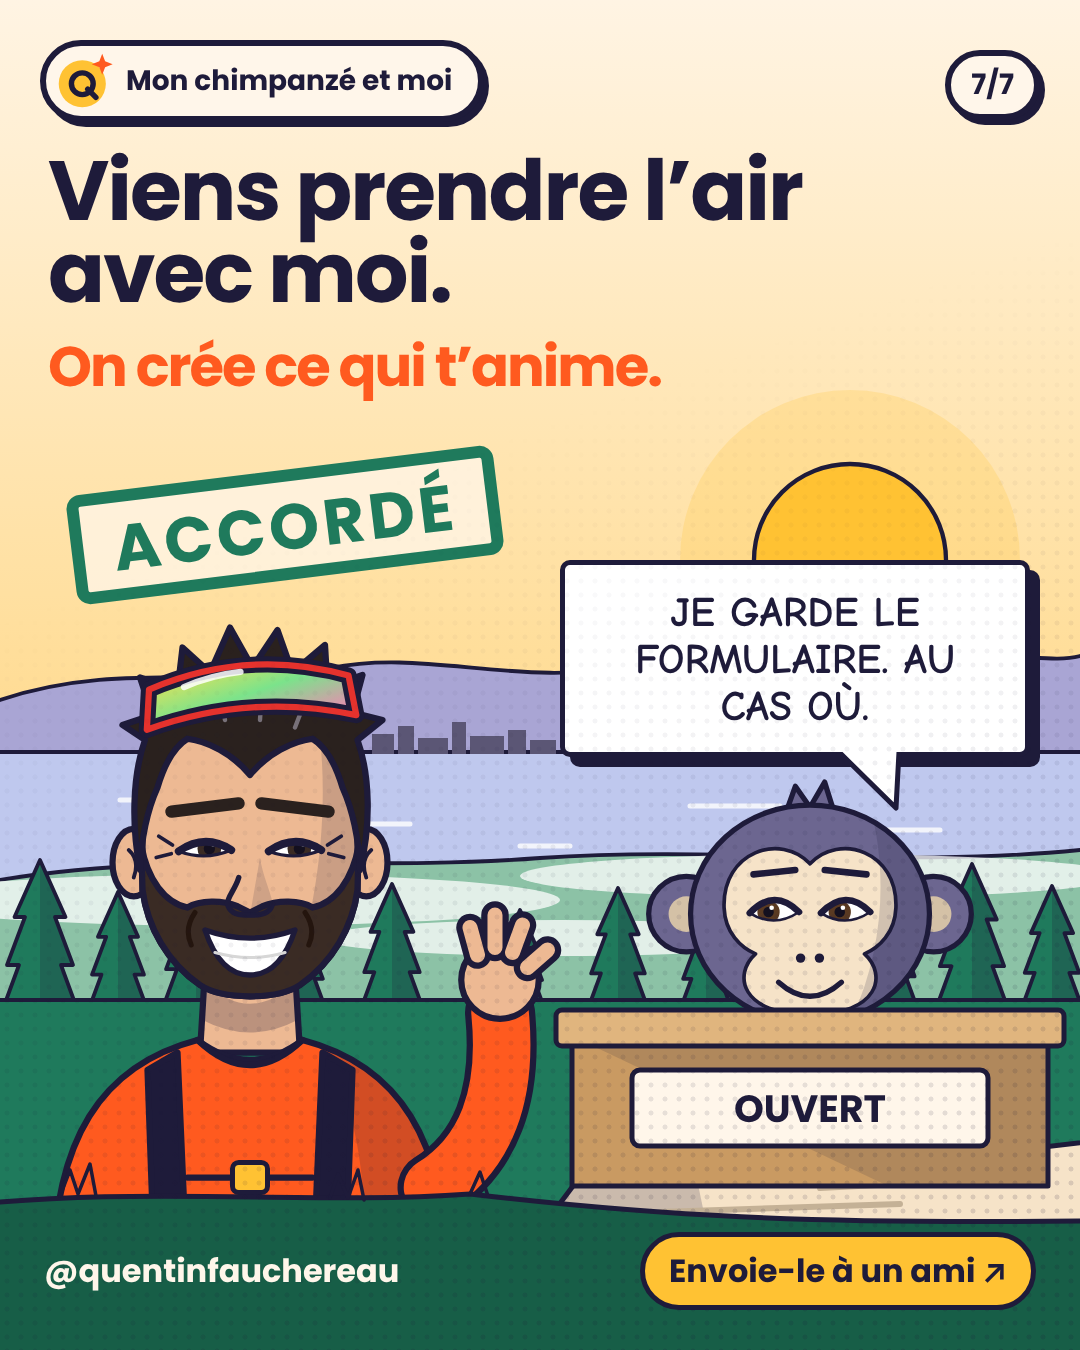 Q
Mon chimpanzé et moi
7/7
Viens prendre l’air
avec moi.
On crée ce qui t’anime.
ACCORDÉ
JE GARDE LE
FORMULAIRE. AU
CAS OÙ.
OUVERT
@quentinfauchereau
Envoie-le à un ami ↗